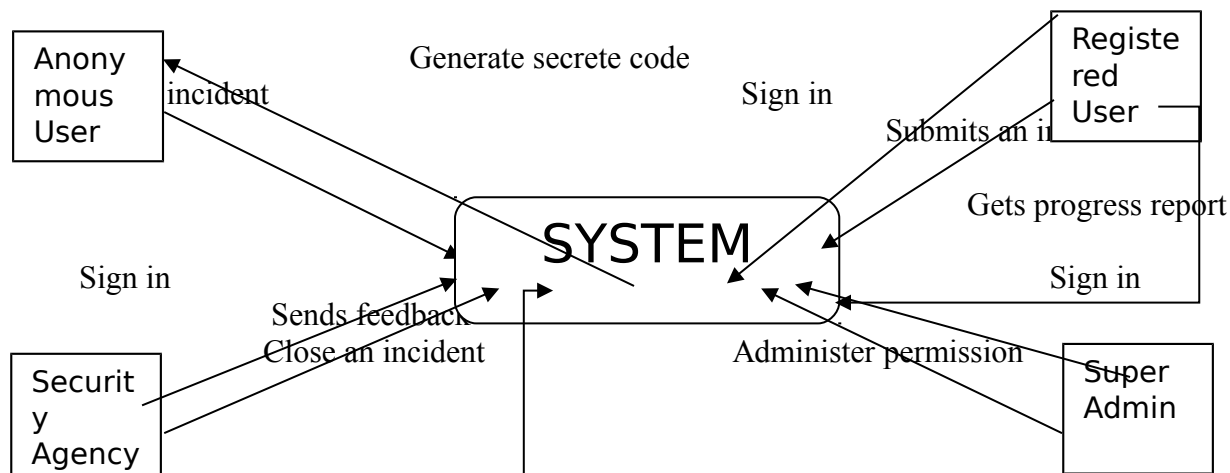 Anony
mous
User
Generate secrete code
incident
Sign in
Registe
red
User
Submits an
Gets progress report
SYSTEM
Sign in
Sign in
Sends feedback
Close an incident
Administer permission
Securit
y
Agency
Super
Admin